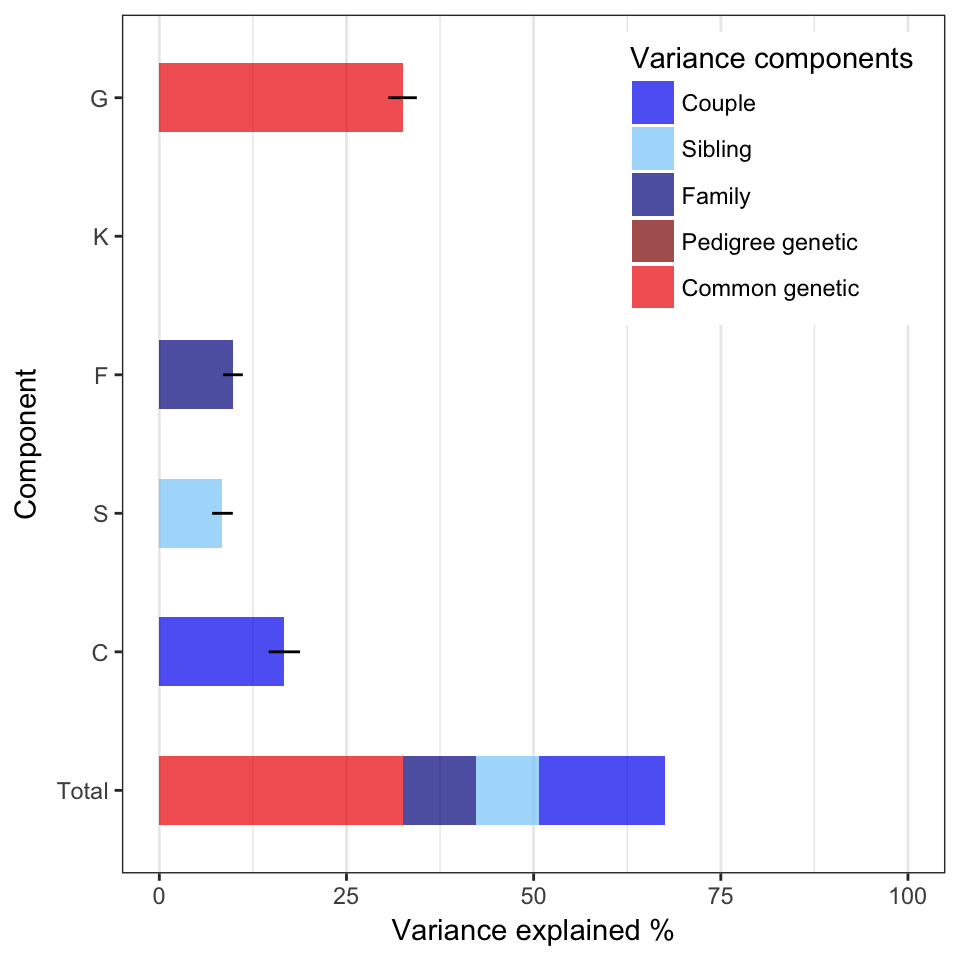 Variance components
Couple
Sibling
Family
Pedigree genetic
Common genetic
G
K
F
S
C
Total
Component
0 25 50 75 100
Variance explained %